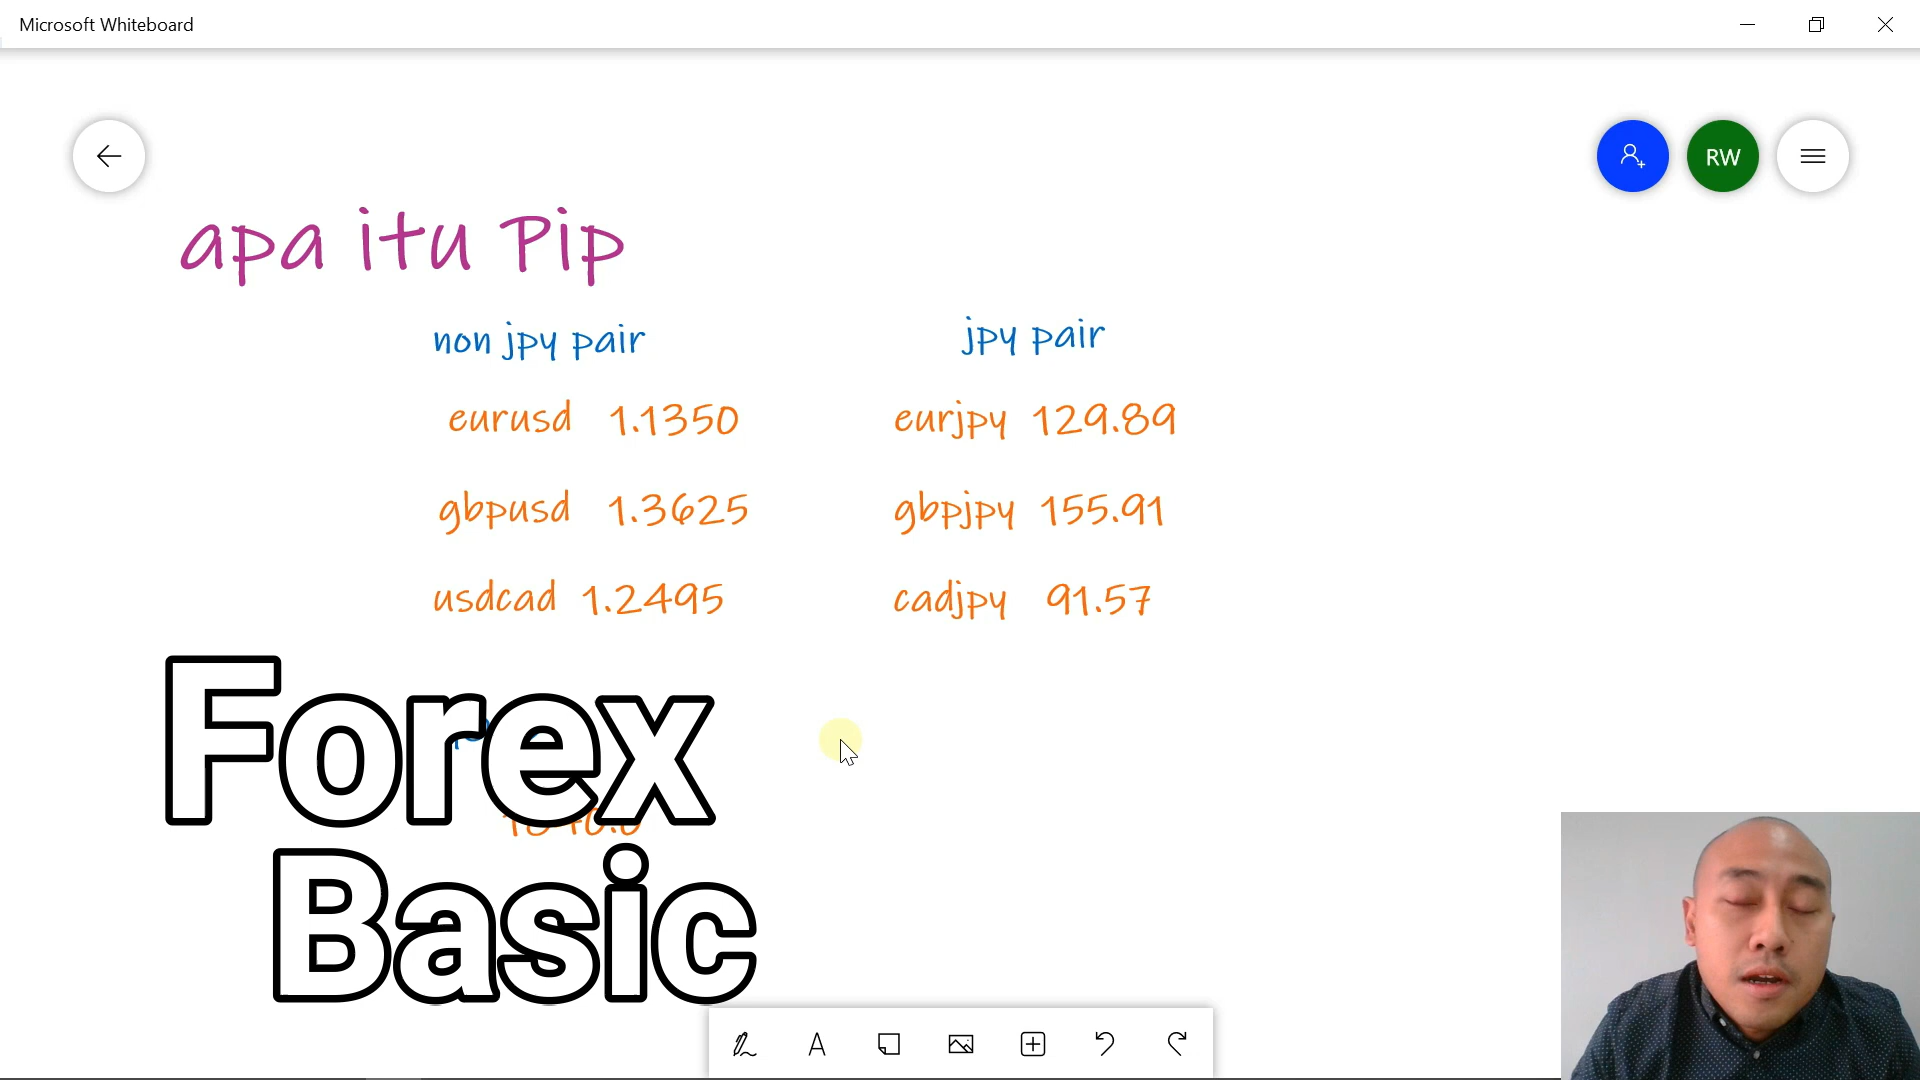 Microsoft Whiteboard
RW
apa itu Pip
non jpy pair
jpy pair
eurusd 1.1350
eurjpy 129.89
gbpusd 1.3625
gbpjpy 155.91
usdcad 1.2495
cadjpy 91.57
Forex
Basic